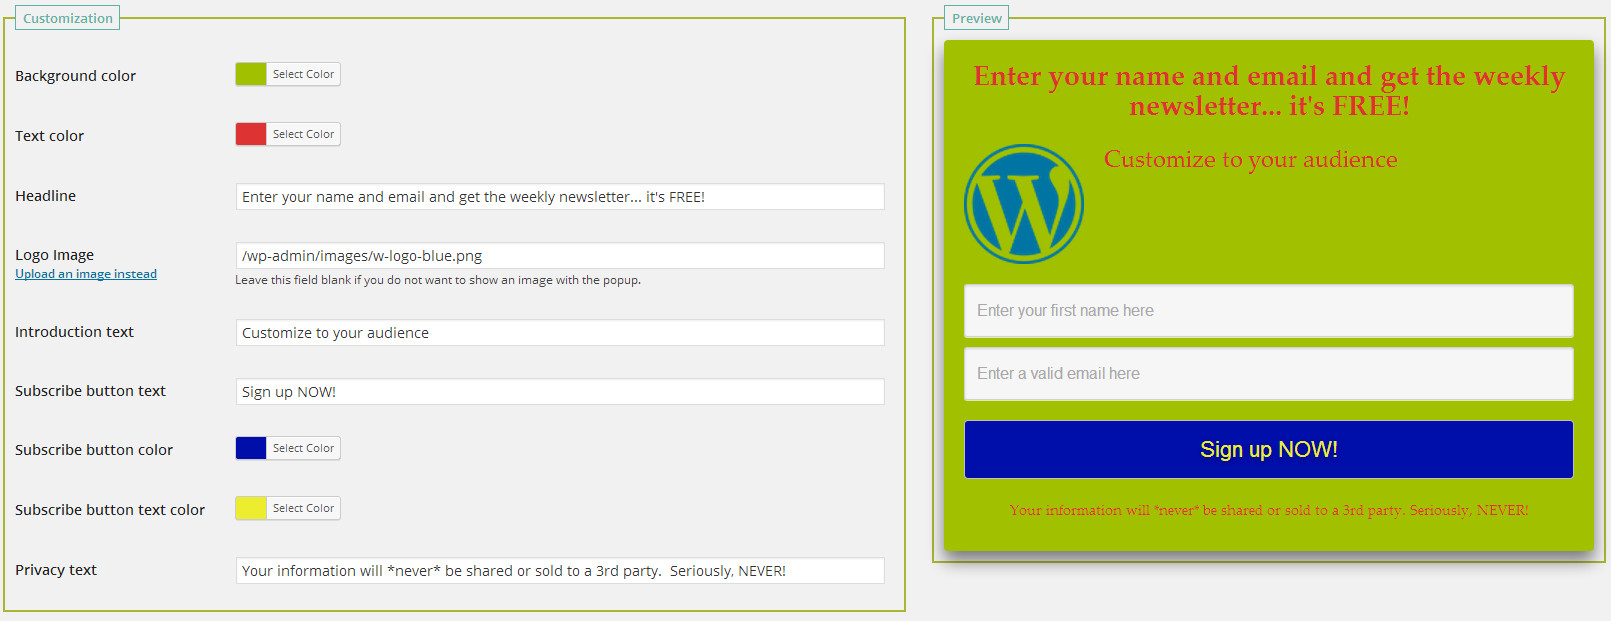 Customization
Background color
Select Color
Text color
Select Color
Headline
Enter your name and email and get the weekly newsletter... it's FREE!
Logo Image
Upload an image instead
/wp-admin/images/w-logo-blue.png
Leave this field blank if you do not want to show an image with the popup.
Introduction text
Customize to your audience
Subscribe button text
Sign up NOW!
Subscribe button color
Select Color
Subscribe button text color
Select Color
Privacy text
Your information will *never* be shared or sold to a 3rd party.  Seriously, NEVER!
Preview
Enter your name and email and get the weekly
newsletter... it's FREE!
W
Customize to your audience
Enter your first name here
Enter a valid email here
Sign up NOW!
Your information will *never* be shared or sold to a 3rd party. Seriously, NEVER!